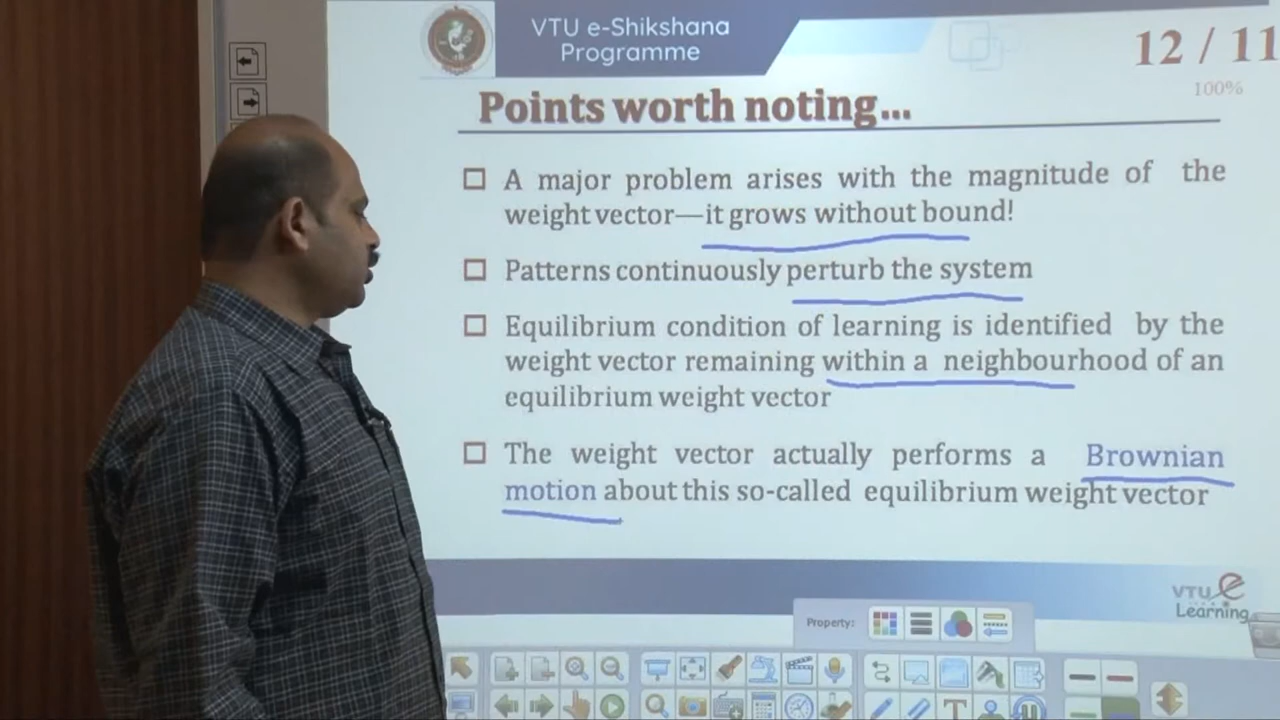 VTU e-Shikshana
Programme
12 / 11
100%
Points worth noting...
A major problem arises with the magnitude of the
weight vector—it grows without bound!
Patterns continuously perturb the system
Equilibrium condition of learning is identified by the
weight vector remaining within a neighbourhood of an
equilibrium weight vector
The weight vector actually performs a Brownian
motion about this so-called equilibrium weight vector
VTU e
Learning
Property: